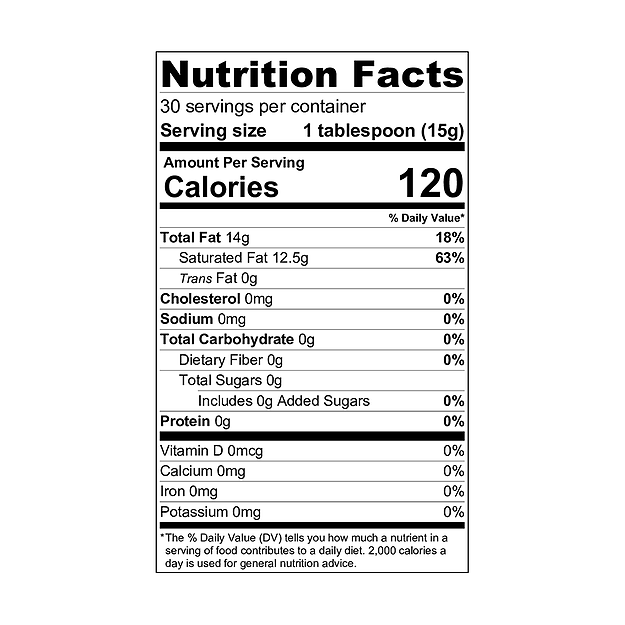 Nutrition Facts
30 servings per container
Serving size 1 tablespoon (15g)
Amount Per Serving
Calories 120
% Daily Value*
Total Fat 14g 18%
Saturated Fat 12.5g 63%
Trans Fat 0g
Cholesterol 0mg 0%
Sodium 0mg 0%
Total Carbohydrate 0g 0%
Dietary Fiber 0g 0%
Total Sugars 0g
Includes 0g Added Sugars 0%
Protein 0g 0%
Vitamin D 0mcg 0%
Calcium 0mg 0%
Iron 0mg 0%
Potassium 0mg 0%
*The % Daily Value (DV) tells you how much a nutrient in a
serving of food contributes to a daily diet. 2,000 calories a
day is used for general nutrition advice.